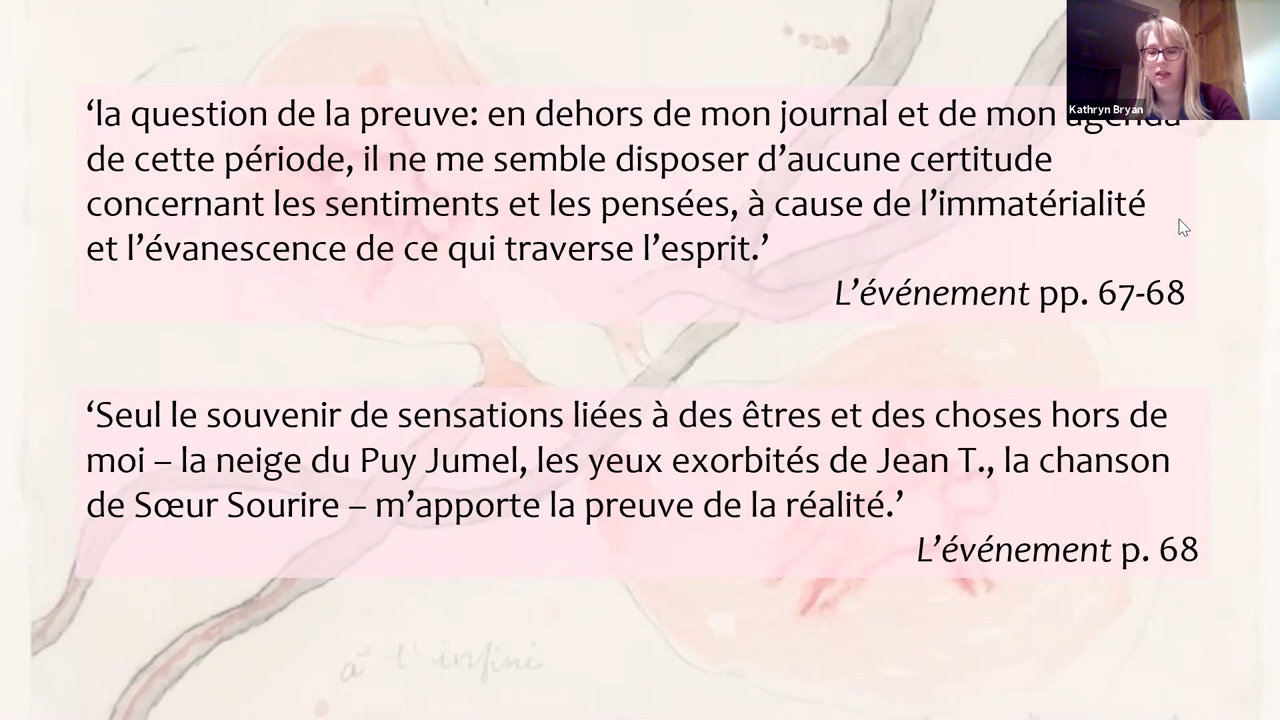 ‘la question de la preuve: en dehors de mon journal et de mon agenda
de cette période, il ne me semble disposer d’aucune certitude
concernant les sentiments et les pensées, à cause de l’immatérialité
et l’évanescence de ce qui traverse l’esprit.’
L’événement pp. 67-68
‘Seul le souvenir de sensations liées à des êtres et des choses hors de
moi – la neige du Puy Jumel, les yeux exorbités de Jean T., la chanson
de Sœur Sourire – m’apporte la preuve de la réalité.’
L’événement p. 68
à l'infini
Kathryn Bryan